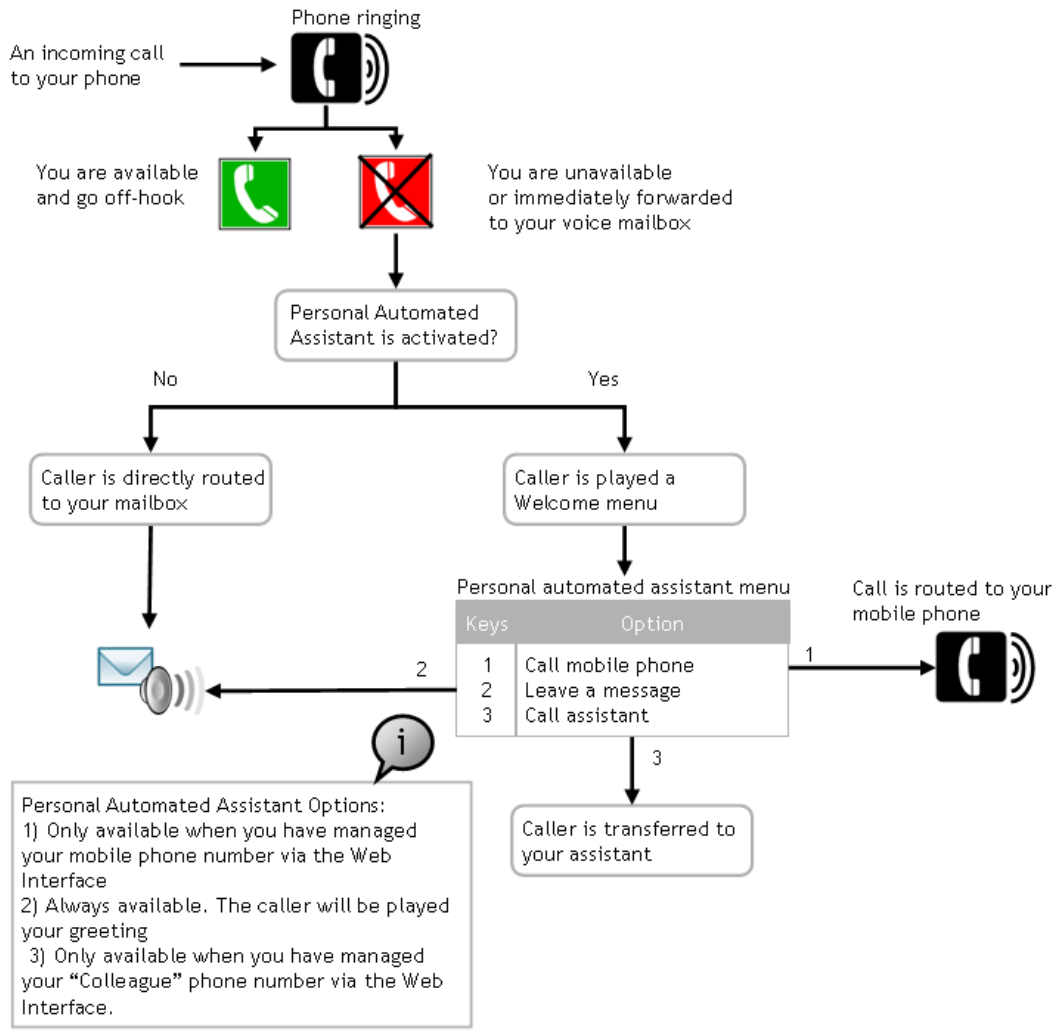 Phone ringing
An incoming call
to your phone
You are available
and go off-hook
You are unavailable
or immediately forwarded
to your voice mailbox
Personal Automated
Assistant is activated?
No
Yes
Caller is directly routed
to your mailbox
Caller is played a
Welcome menu
Personal automated assistant menu
Keys Option
1 Call mobile phone
2 Leave a message
3 Call assistant
1
Call is routed to your
mobile phone
2
3
Caller is transferred to
your assistant
i
Personal Automated Assistant Options:
1) Only available when you have managed
your mobile phone number via the Web
Interface
2) Always available. The caller will be played
your greeting
3) Only available when you have managed
your “Colleague” phone number via the Web
Interface.